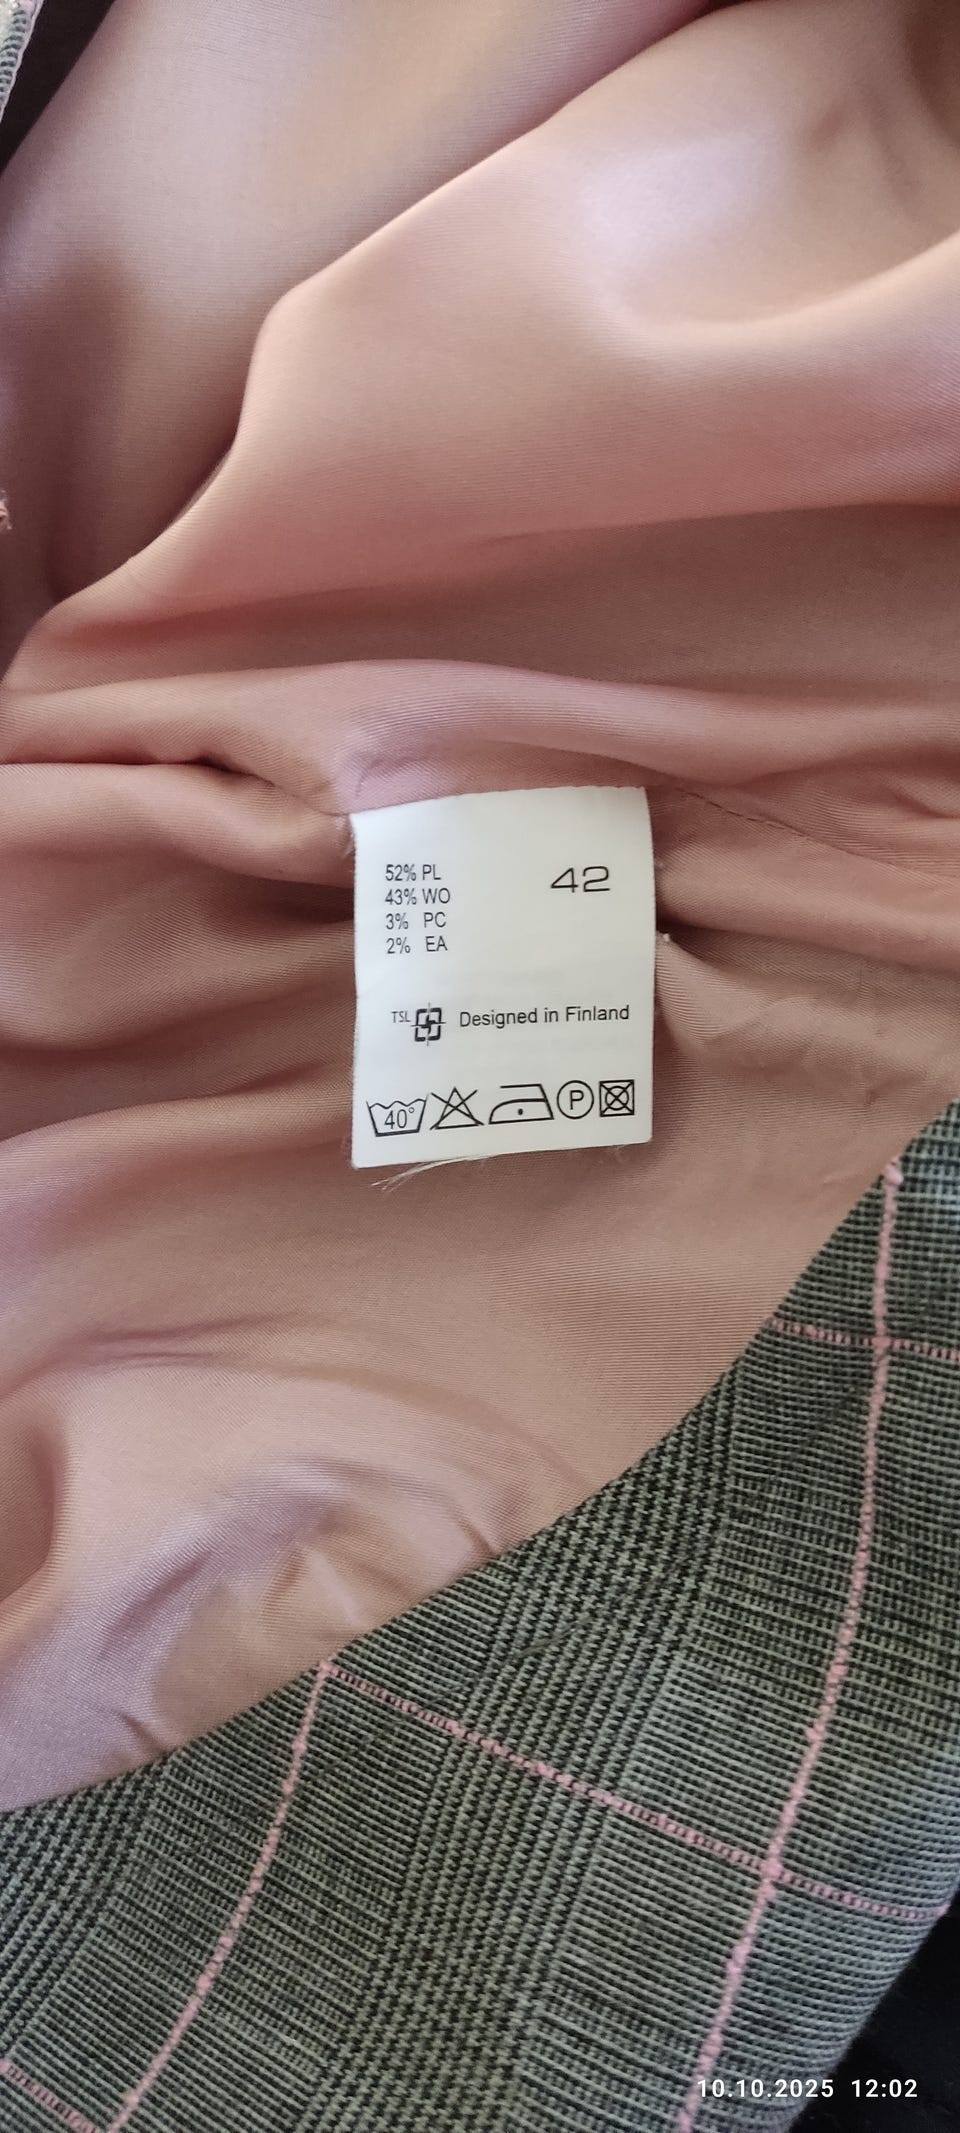 52% PL
43% WO
3% PC
2% EA
42
TSL Designed in Finland
40°
P
10.10.2025 12:02